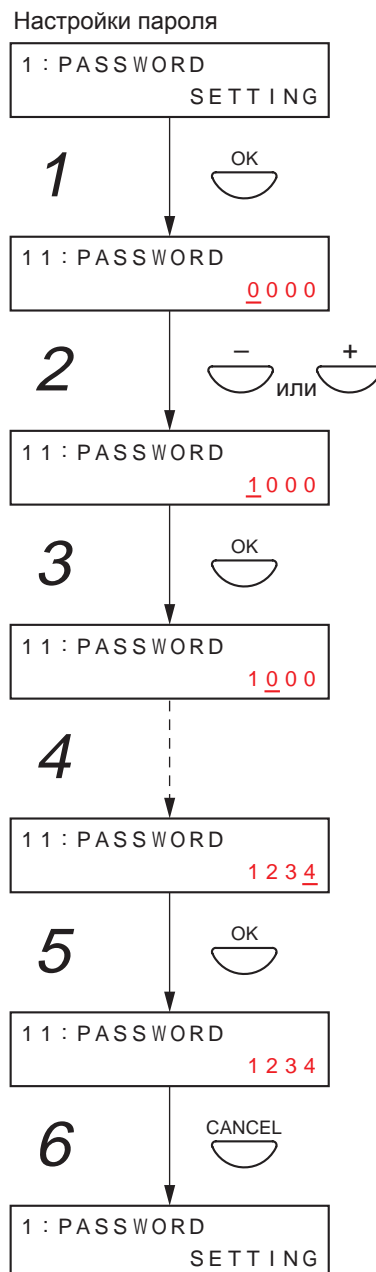 Настройки пароля
1:PASSWORD
SETTING
1
OK
11:PASSWORD
0000
2
– или +
11:PASSWORD
1000
3
OK
11:PASSWORD
1000
4
11:PASSWORD
1234
5
OK
11:PASSWORD
1234
6
CANCEL
1:PASSWORD
SETTING